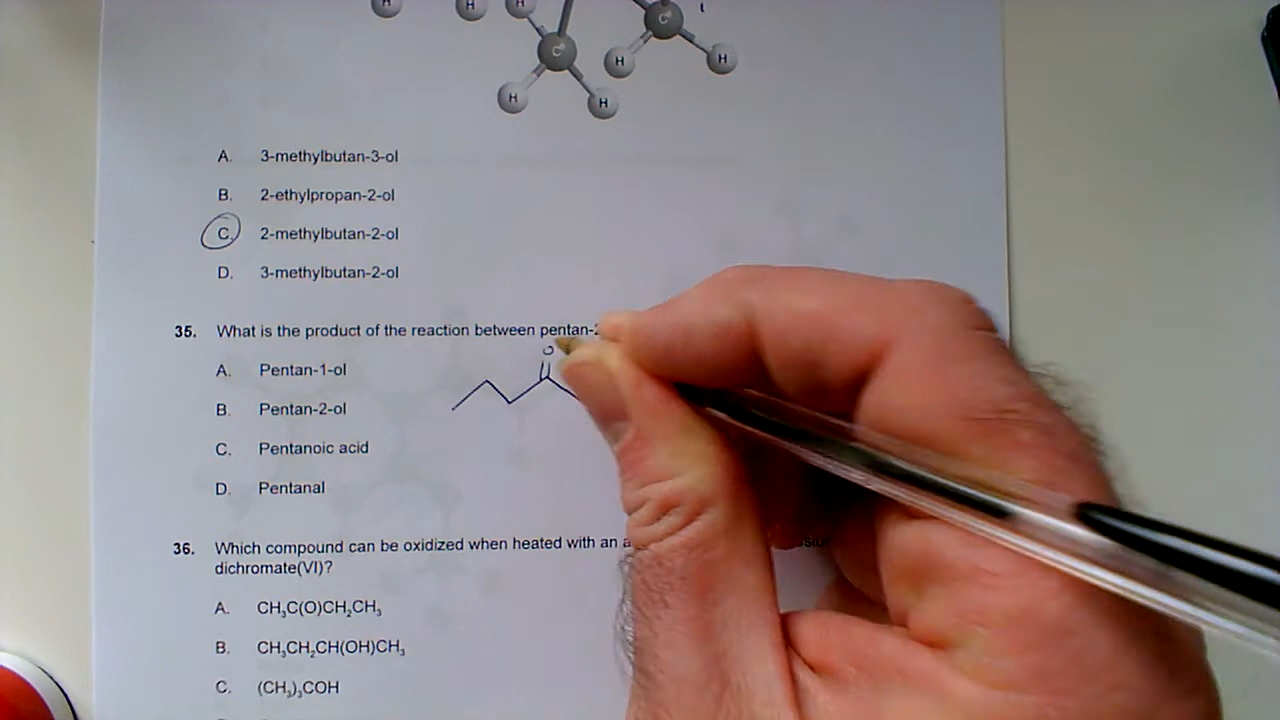 H H H C C
H H H H
A. 3-methylbutan-3-ol
B. 2-ethylpropan-2-ol
C. 2-methylbutan-2-ol
D. 3-methylbutan-2-ol
35. What is the product of the reaction between pentan-2
O
A. Pentan-1-ol
B. Pentan-2-ol
C. Pentanoic acid
D. Pentanal
36. Which compound can be oxidized when heated with an
dichromate(VI)?
A. CH₃C(O)CH₂CH₃
B. CH₃CH₂CH(OH)CH₃
C. (CH₃)₃COH